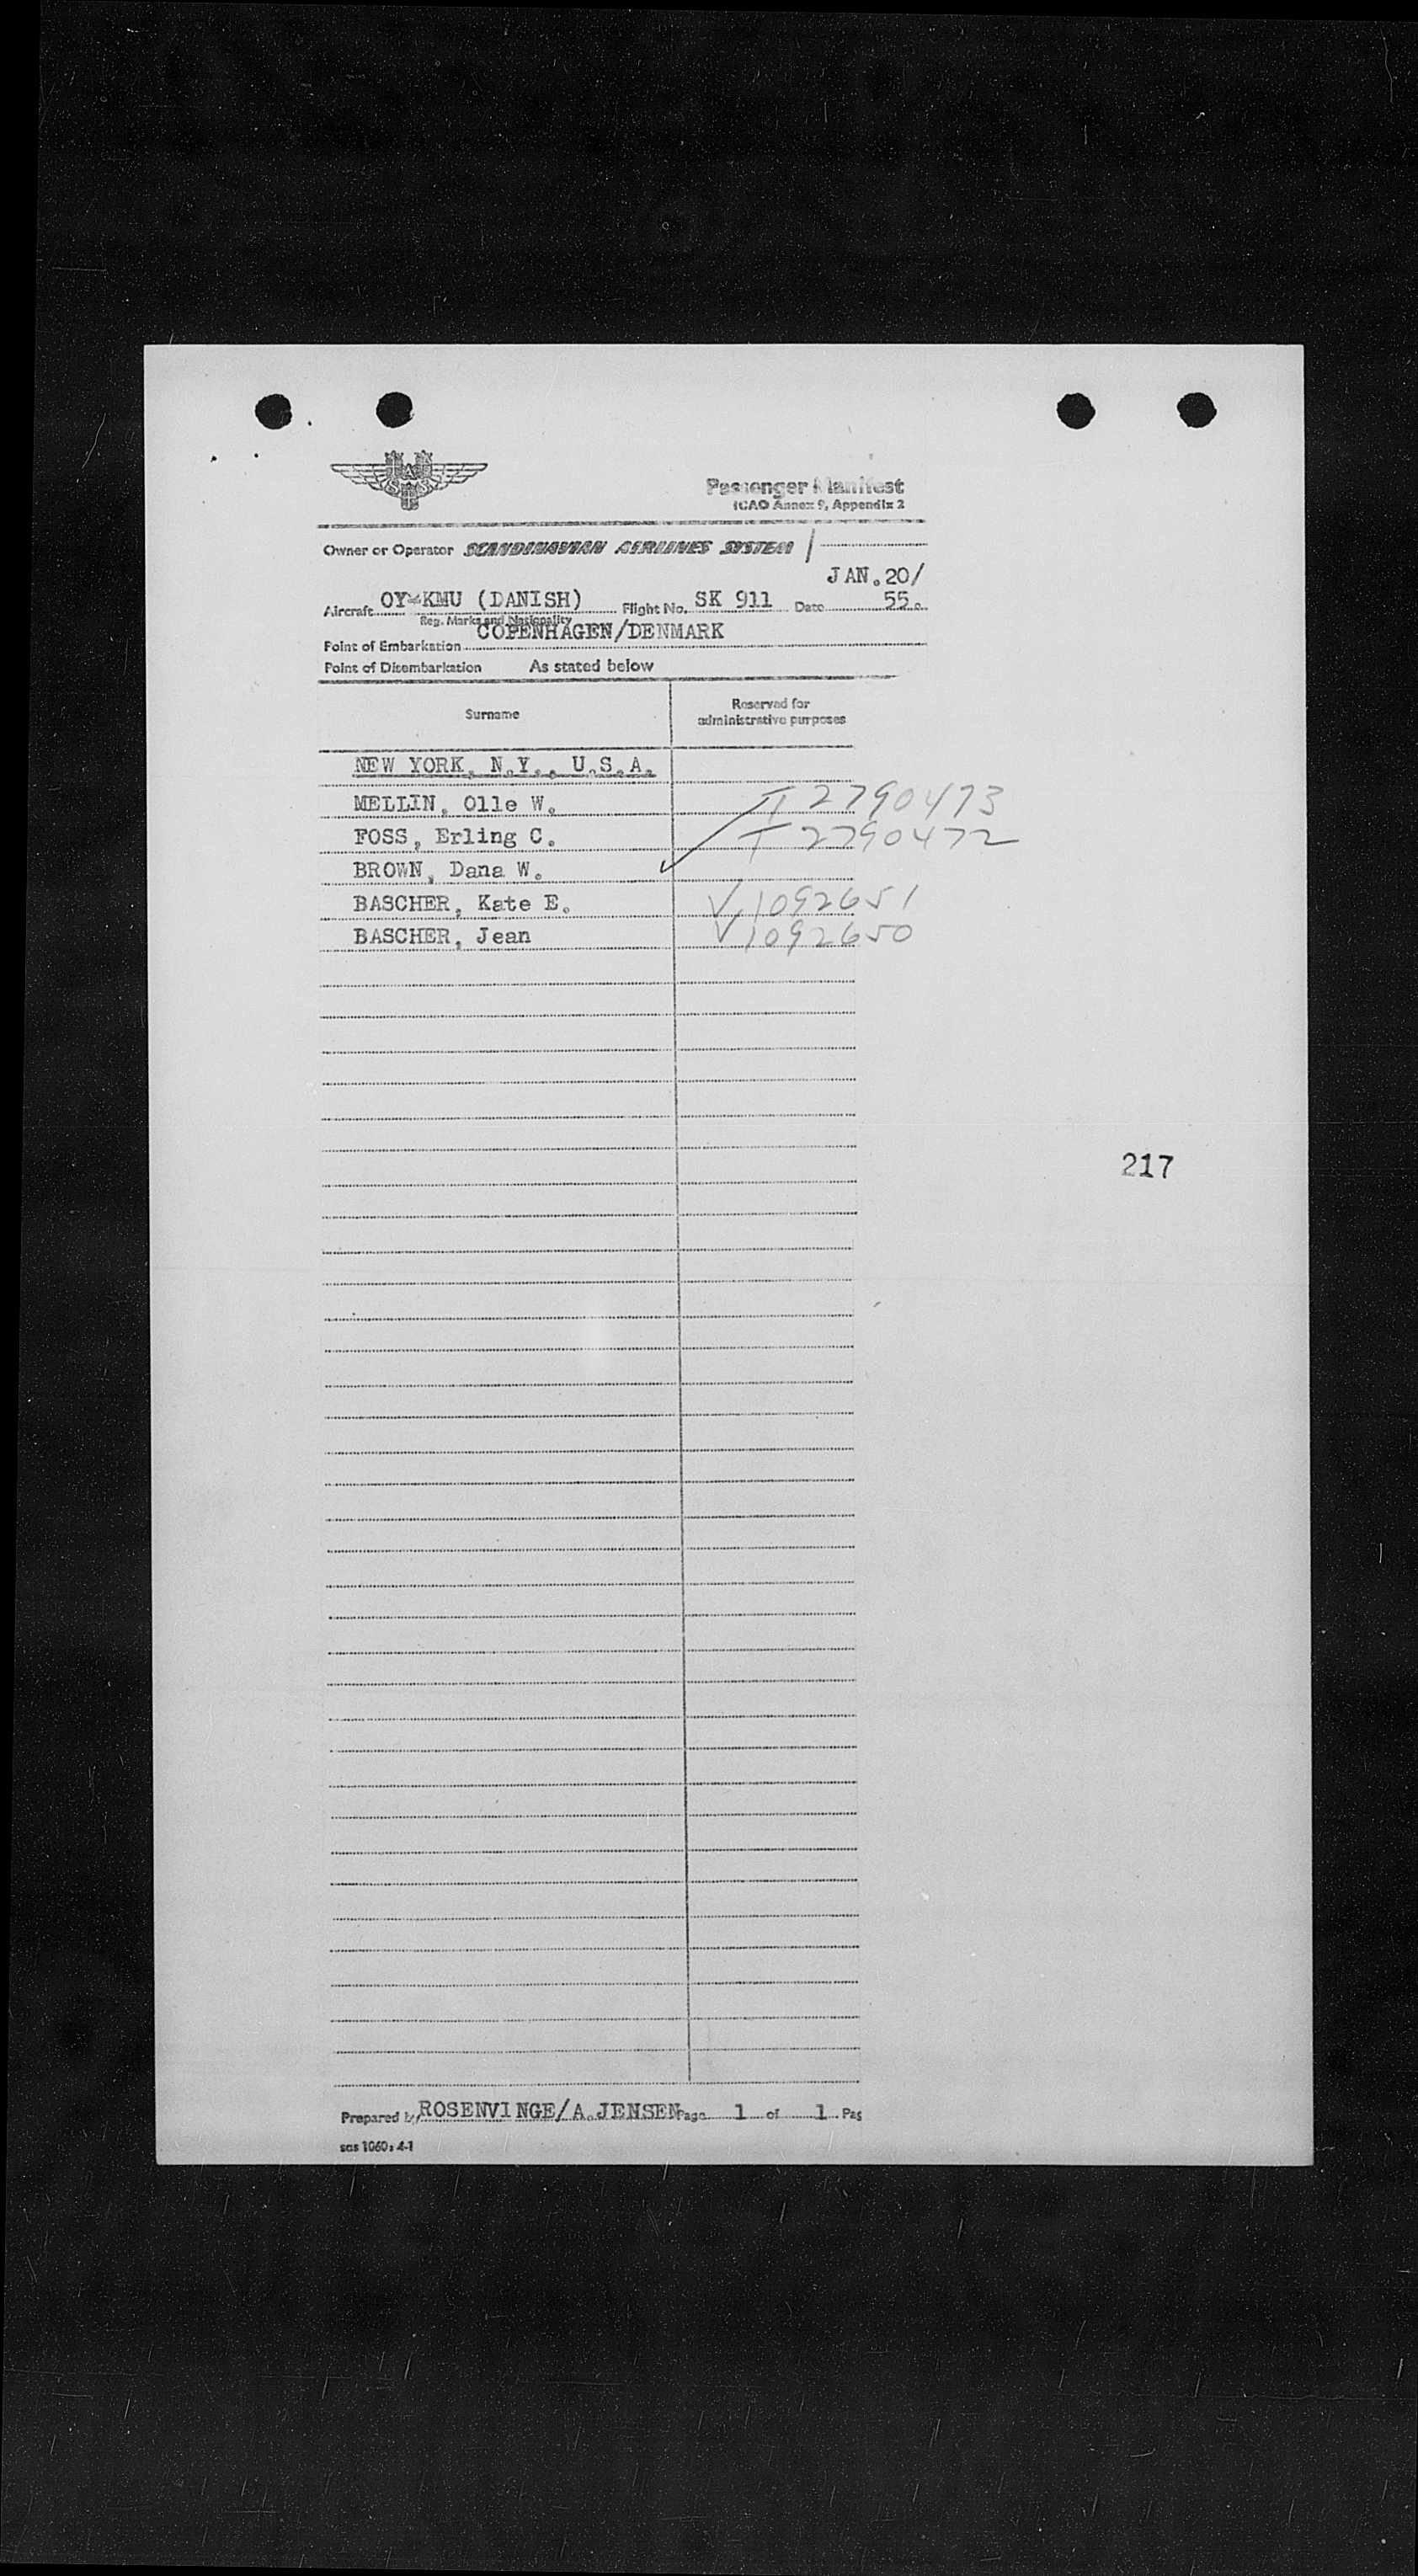 SAS
Passenger Manifest
ICAO Annex 9, Appendix 2
Owner or Operator SCANDINAVIAN AIRLINES SYSTEM /
JAN.20/
Aircraft OY-KMU (DANISH) Flight No. SK 911 Date 55.
Reg. Marks and Nationality
COPENHAGEN/DENMARK
Point of Embarkation
Point of Disembarkation As stated below
Surname
Reserved for
administrative purposes
NEW YORK, N.Y., U.S.A.
MELLIN, Olle W. T 2790473
FOSS, Erling C. T 2790472
BROWN, Dana W. ✓
BASCHER, Kate E. V 1092651
BASCHER, Jean V 1092650
217
Prepared by ROSENVINGE/A.JENSEN Page 1 of 1 Pag
sas 1060: 4-1